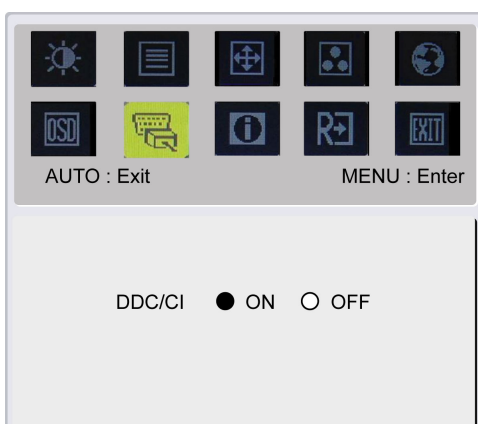 OSD
R
EXIT
AUTO : Exit MENU : Enter
DDC/CI ON OFF